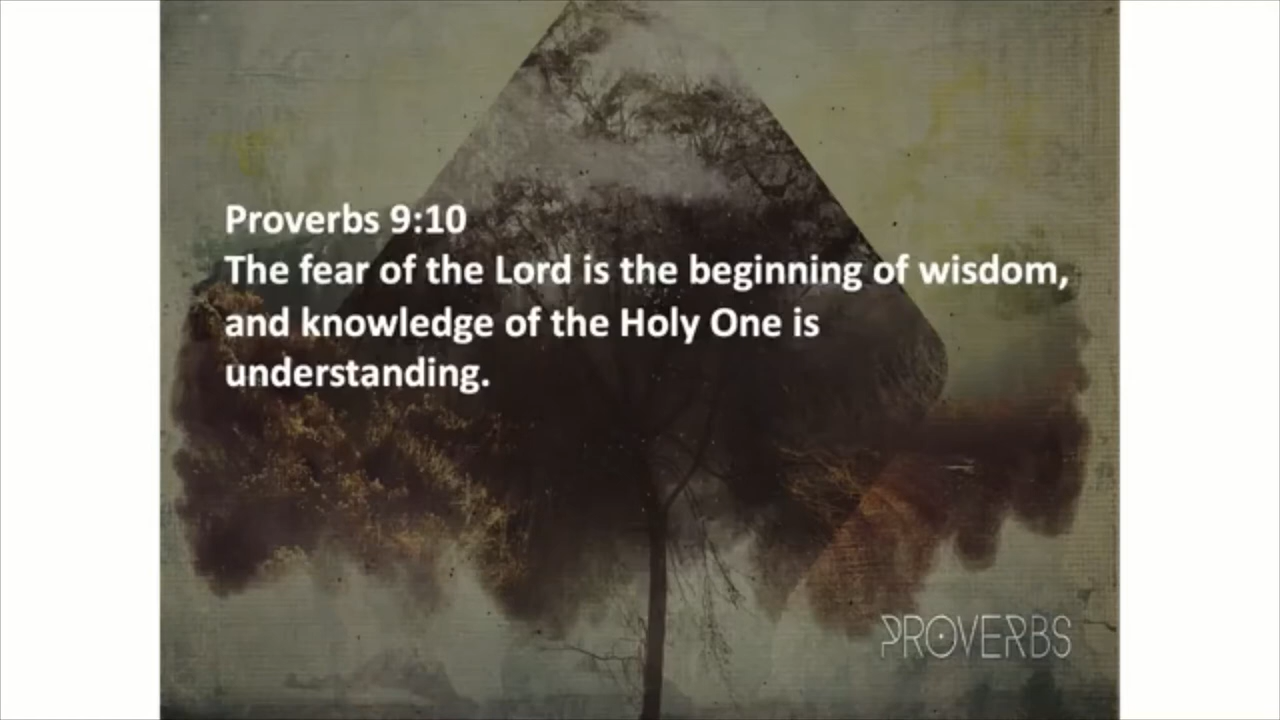 Proverbs 9:10
The fear of the Lord is the beginning of wisdom,
and knowledge of the Holy One is
understanding.
PROVERBS